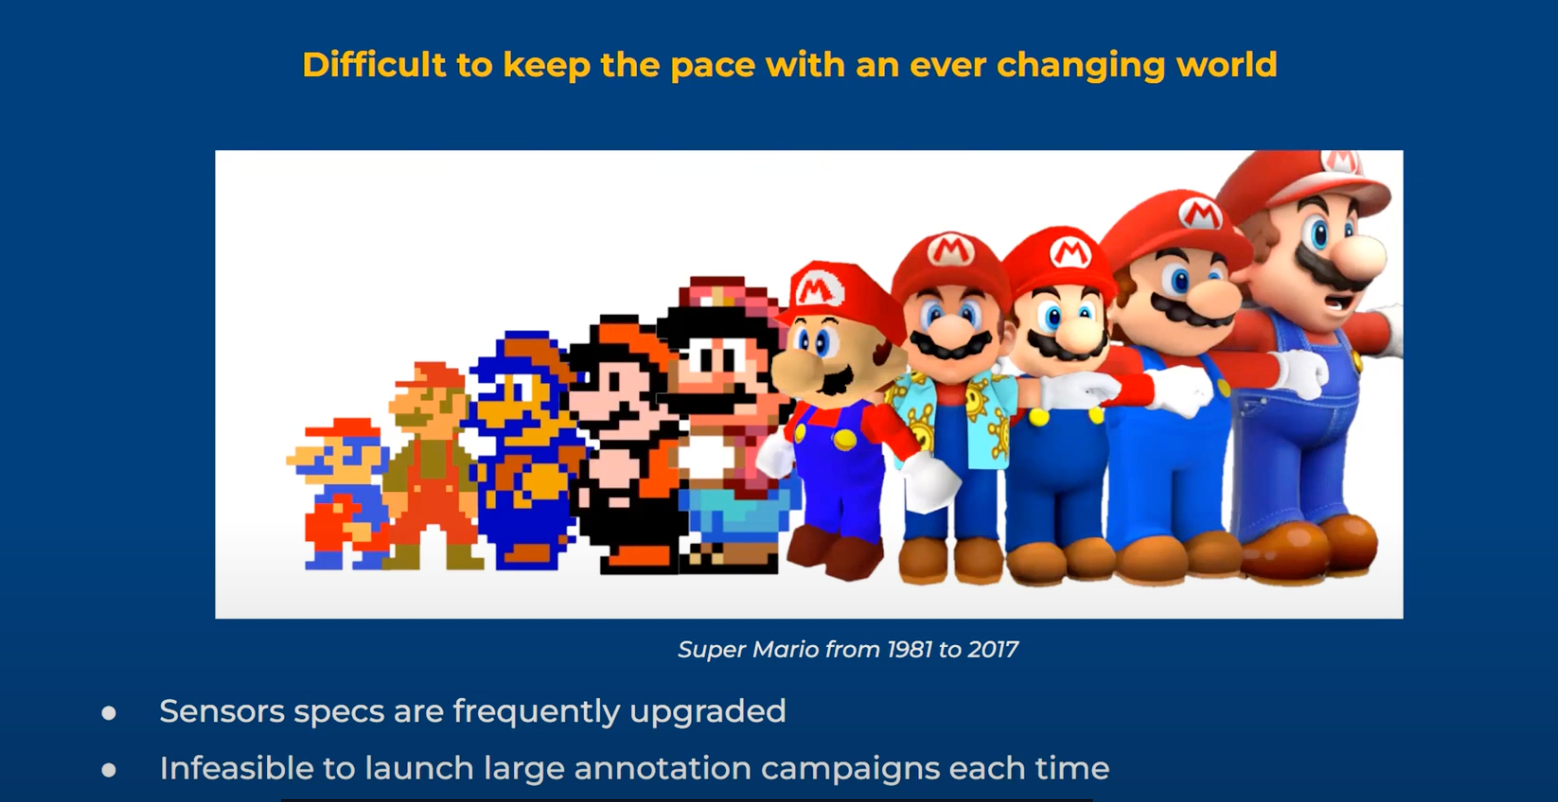 Difficult to keep the pace with an ever changing world
M M M M M
Super Mario from 1981 to 2017
● Sensors specs are frequently upgraded
● Infeasible to launch large annotation campaigns each time